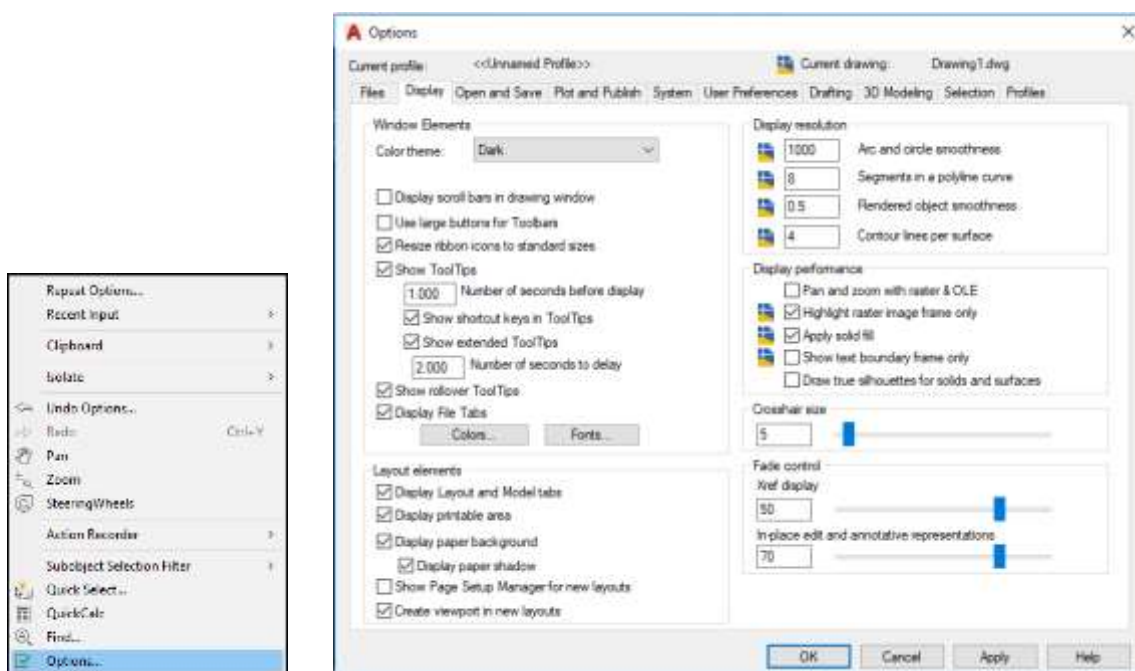 Repeat Options...
Recent Input
Clipboard
Isolate
Undo Options...
Redo Ctrl+Y
Pan
Zoom
SteeringWheels
Action Recorder
Subobject Selection Filter
Quick Select...
QuickCalc
Find...
Options...
Options
Current profile: <<Unnamed Profile>> Current drawing: Drawing1.dwg
Files Display Open and Save Plot and Publish System User Preferences Drafting 3D Modeling Selection Profiles
Window Elements
Color theme: Dark
Display scroll bars in drawing window
Use large buttons for Toolbars
Resize ribbon icons to standard sizes
Show ToolTips
1.000 Number of seconds before display
Show shortcut keys in ToolTips
Show extended ToolTips
2.000 Number of seconds to delay
Show rollover ToolTips
Display File Tabs
Colors... Fonts...
Layout elements
Display Layout and Model tabs
Display printable area
Display paper background
Display paper shadow
Show Page Setup Manager for new layouts
Create viewport in new layouts
Display resolution
1000 Arc and circle smoothness
8 Segments in a polyline curve
0.5 Rendered object smoothness
4 Contour lines per surface
Display performance
Pan and zoom with raster & OLE
Highlight raster image frame only
Apply solid fill
Show text boundary frame only
Draw true silhouettes for solids and surfaces
Crosshair size
5
Fade control
Xref display
50
In-place edit and annotative representations
70
OK Cancel Apply Help